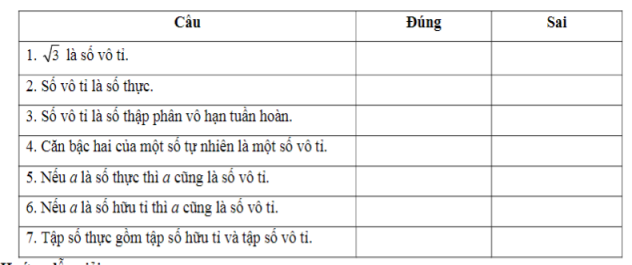 Câu Đúng Sai
1. √3 là số vô tỉ.
2. Số vô tỉ là số thực.
3. Số vô tỉ là số thập phân vô hạn tuần hoàn.
4. Căn bậc hai của một số tự nhiên là một số vô tỉ.
5. Nếu a là số thực thì a cũng là số vô tỉ.
6. Nếu a là số hữu tỉ thì a cũng là số vô tỉ.
7. Tập số thực gồm tập số hữu tỉ và tập số vô tỉ.